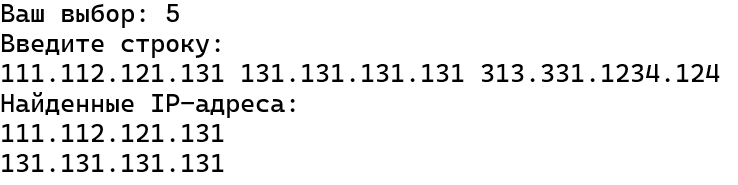 Ваш выбор: 5
Введите строку:
111.112.121.131 131.131.131.131 313.331.1234.124
Найденные IP-адреса:
111.112.121.131
131.131.131.131